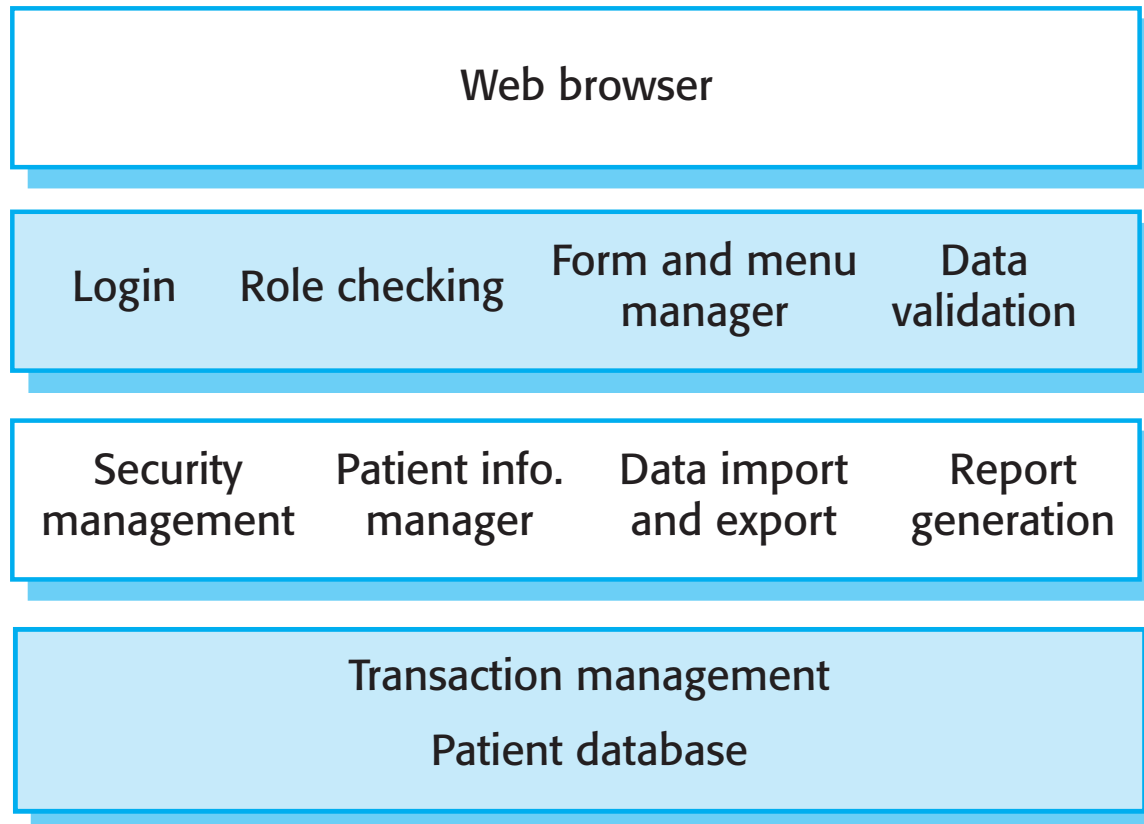 Web browser
Login
Role checking
Form and menu
manager
Data
validation
Security
management
Patient info.
manager
Data import
and export
Report
generation
Transaction management
Patient database